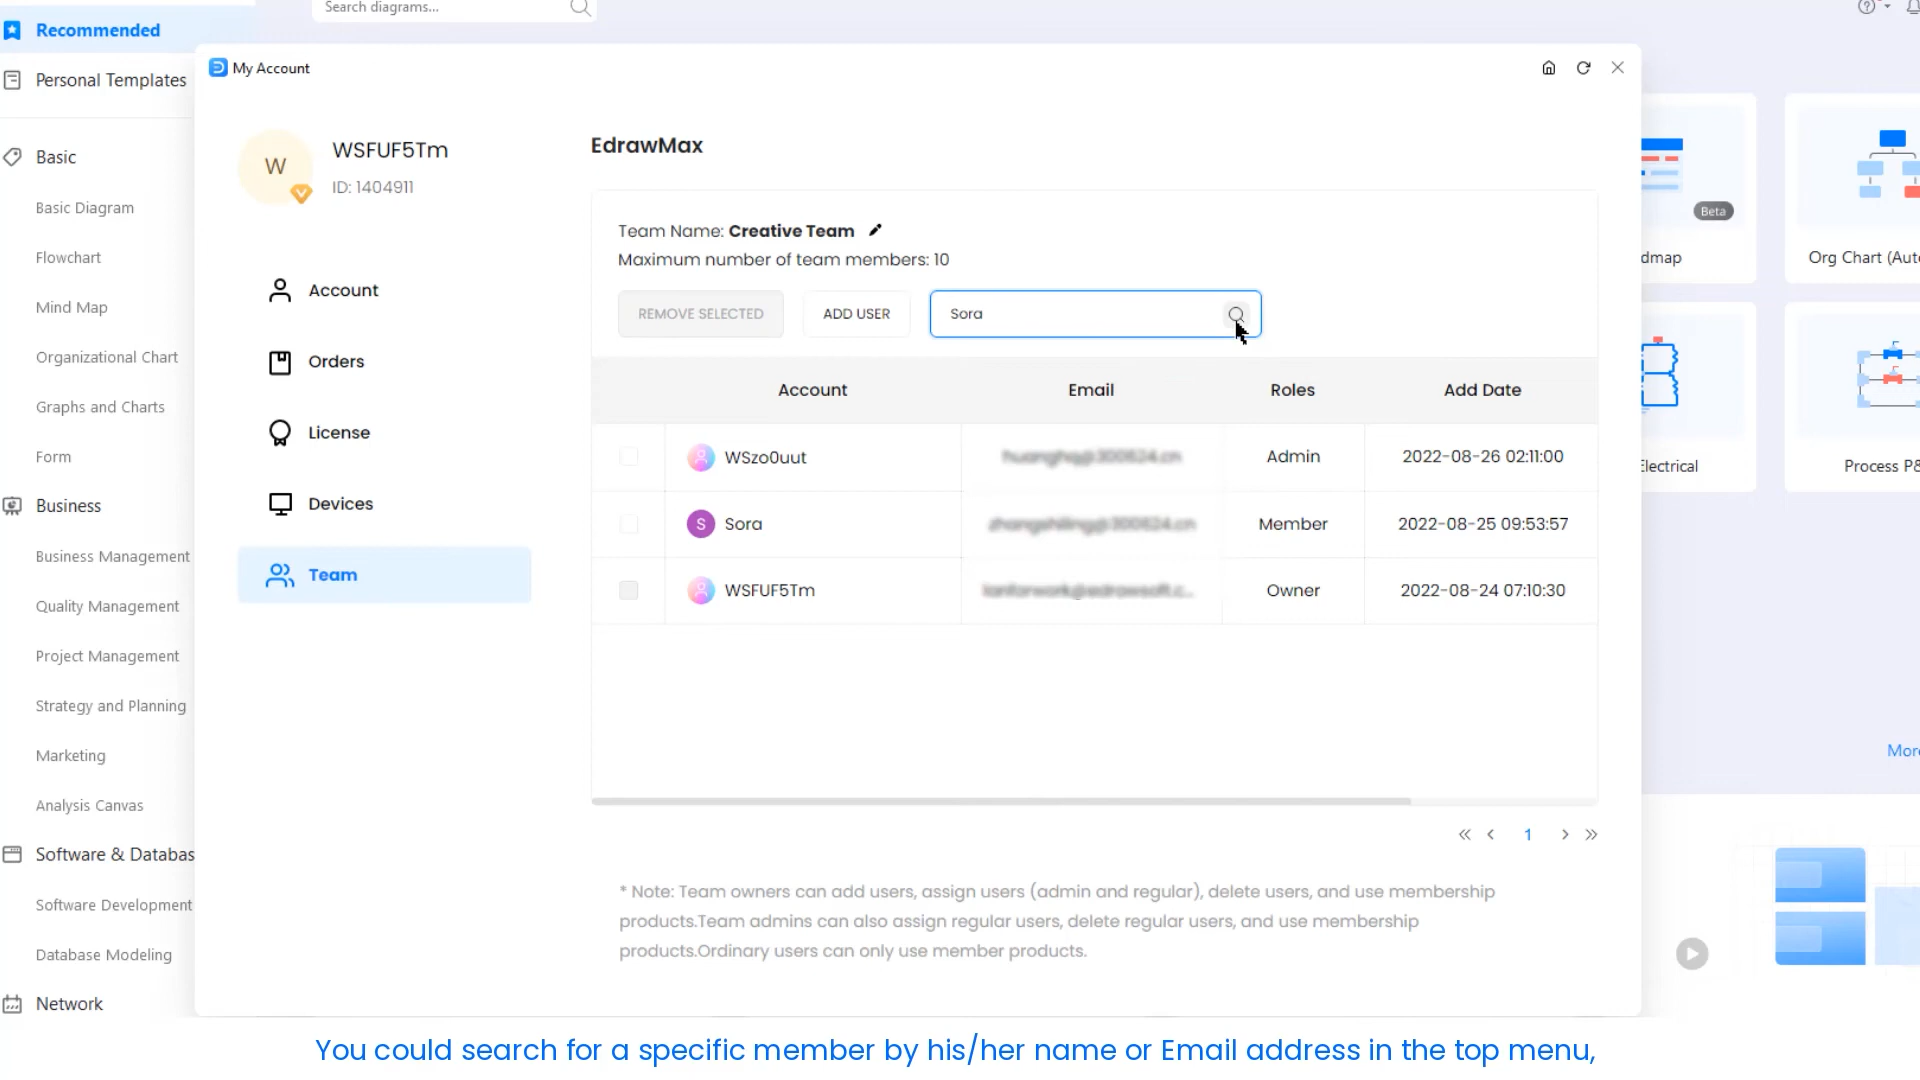 Search diagrams...
Recommended
Personal Templates
Basic
Basic Diagram
Flowchart
Mind Map
Organizational Chart
Graphs and Charts
Form
Business
Business Management
Quality Management
Project Management
Strategy and Planning
Marketing
Analysis Canvas
Software & Databas
Software Development
Database Modeling
Network
My Account
W
WSFUF5Tm
ID: 1404911
Account
Orders
License
Devices
Team
EdrawMax
Team Name: Creative Team
Maximum number of team members: 10
REMOVE SELECTED
ADD USER
Sora
Account Email Roles Add Date
WSzo0uut Admin 2022-08-26 02:11:00
S Sora Member 2022-08-25 09:53:57
WSFUF5Tm Owner 2022-08-24 07:10:30
1
* Note: Team owners can add users, assign users (admin and regular), delete users, and use membership
products.Team admins can also assign regular users, delete regular users, and use membership
products.Ordinary users can only use member products.
Beta
dmap
Org Chart (Aut
Electrical
Process P&
More
You could search for a specific member by his/her name or Email address in the top menu,